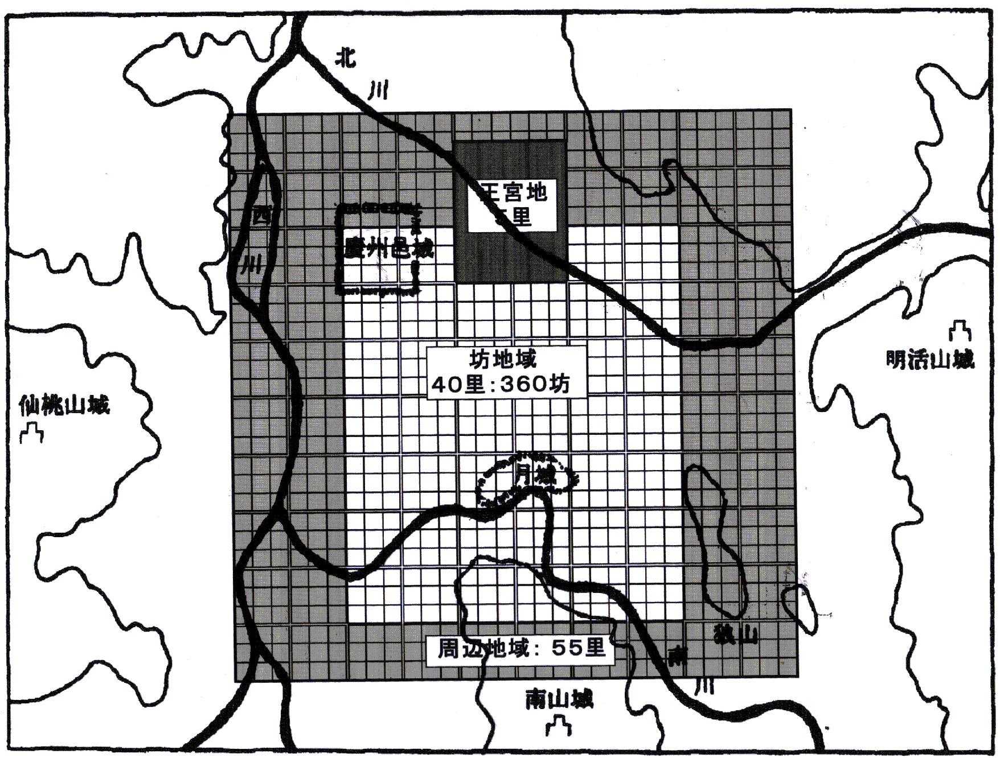 北
川
王宮地
5里
西
川
慶州邑城
坊地域
40里:360坊
明活山城
仙桃山城
月城
狼山
周辺地域: 55里
南
川
南山城